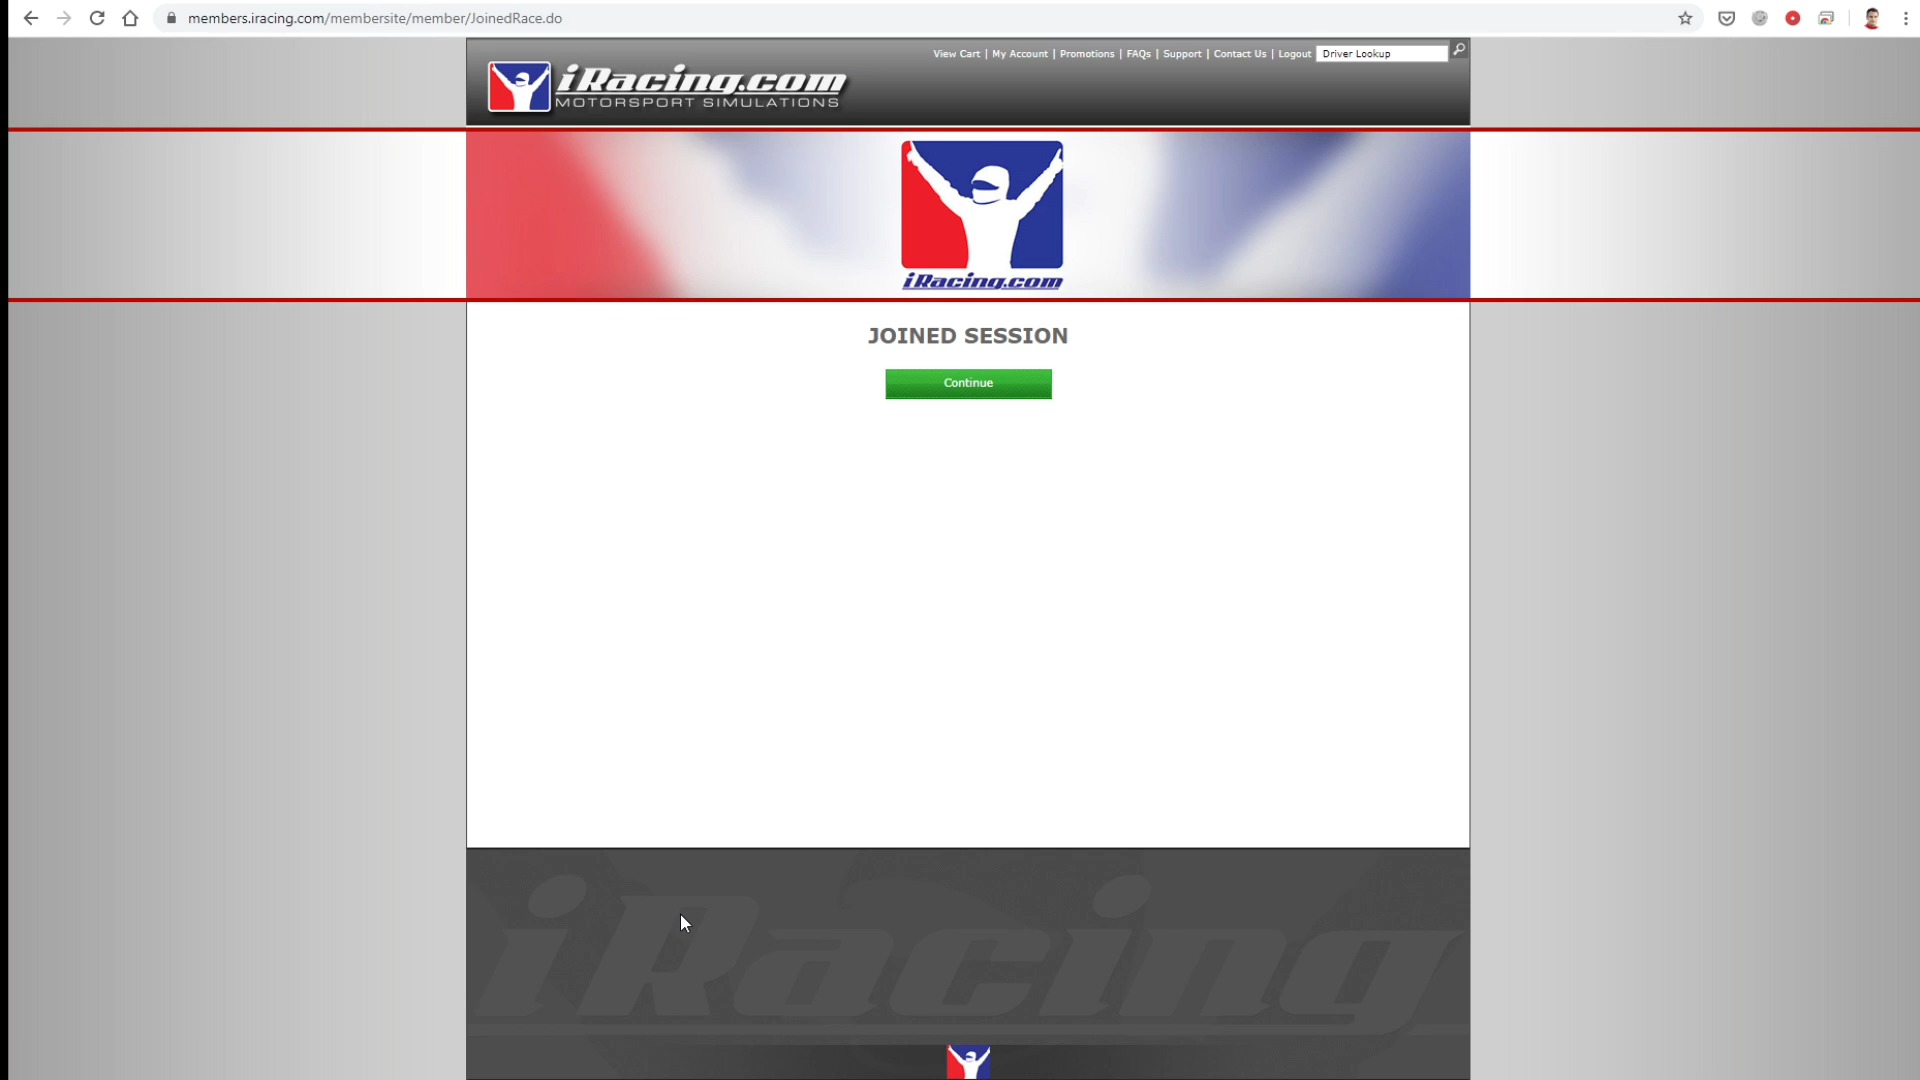 members.iracing.com/membersite/member/JoinedRace.do
View Cart | My Account | Promotions | FAQs | Support | Contact Us | Logout
Driver Lookup
iRacing.com
MOTORSPORT SIMULATIONS
iRacing.com
JOINED SESSION
Continue
iRacing